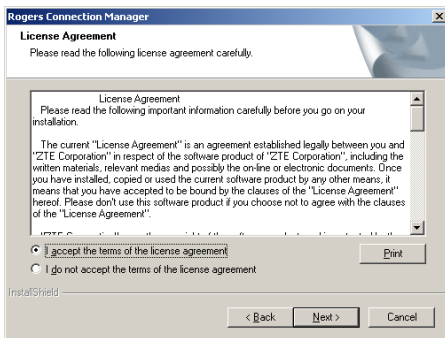 Rogers Connection Manager
License Agreement
Please read the following license agreement carefully.
License Agreement
Please read the following important information carefully before you go on your
installation.
The current "License Agreement" is an agreement established legally between you and
"ZTE Corporation" in respect of the software product of "ZTE Corporation", including the
written materials, relevant medias and possibly the on-line or electronic documents. Once
you have installed, copied or used the current software product by any other means, it
means that you have accepted to be bound by the clauses of the "License Agreement"
hereof. Please don't use this software product if you choose not to agree with the clauses
of the "License Agreement".
I accept the terms of the license agreement
Print
I do not accept the terms of the license agreement
InstallShield
< Back
Next >
Cancel